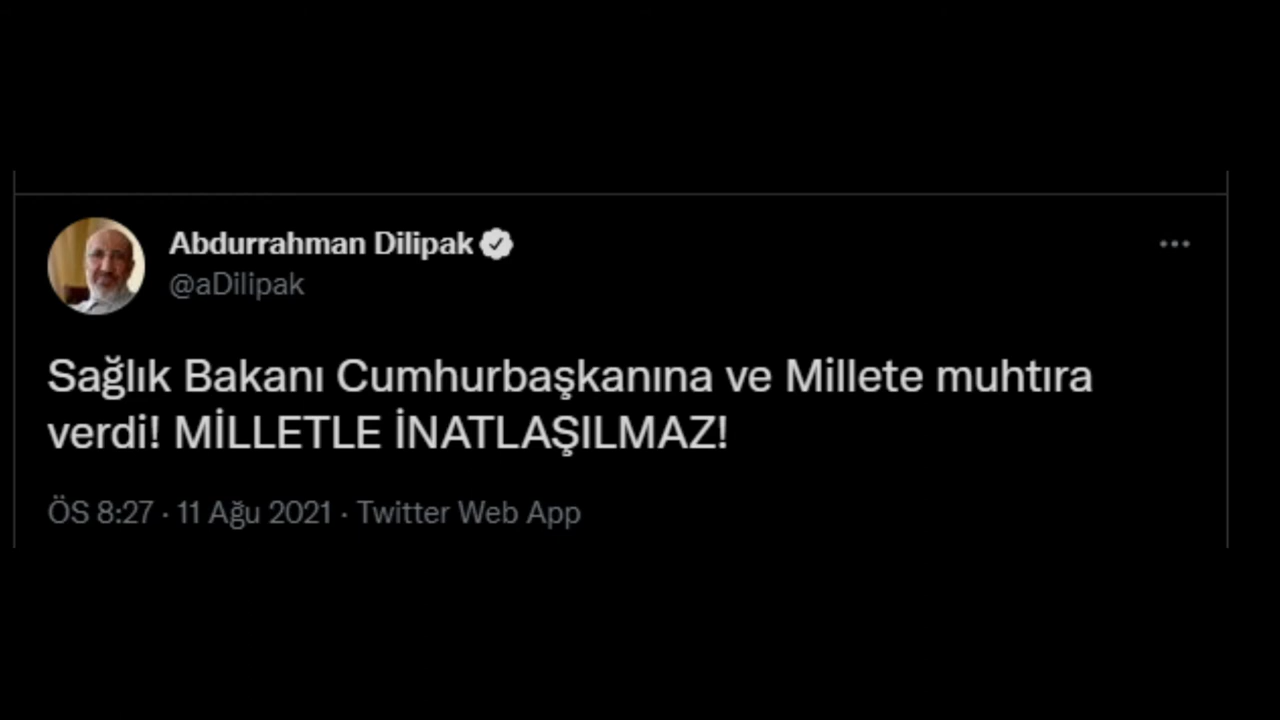 Abdurrahman Dilipak
@aDilipak
Sağlık Bakanı Cumhurbaşkanına ve Millete muhtıra
verdi! MİLLETLE İNATLAŞILMAZ!
ÖS 8:27 · 11 Ağu 2021 · Twitter Web App